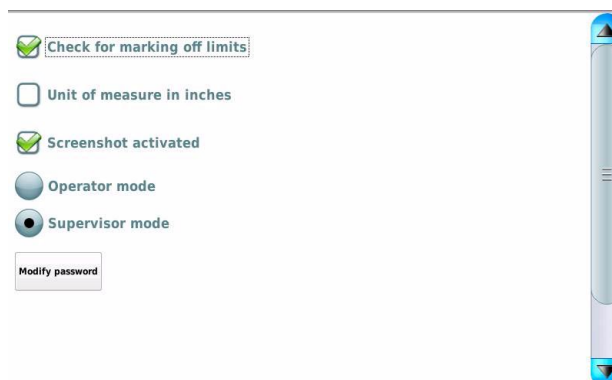 Check for marking off limits
Unit of measure in inches
Screenshot activated
Operator mode
Supervisor mode
Modify password